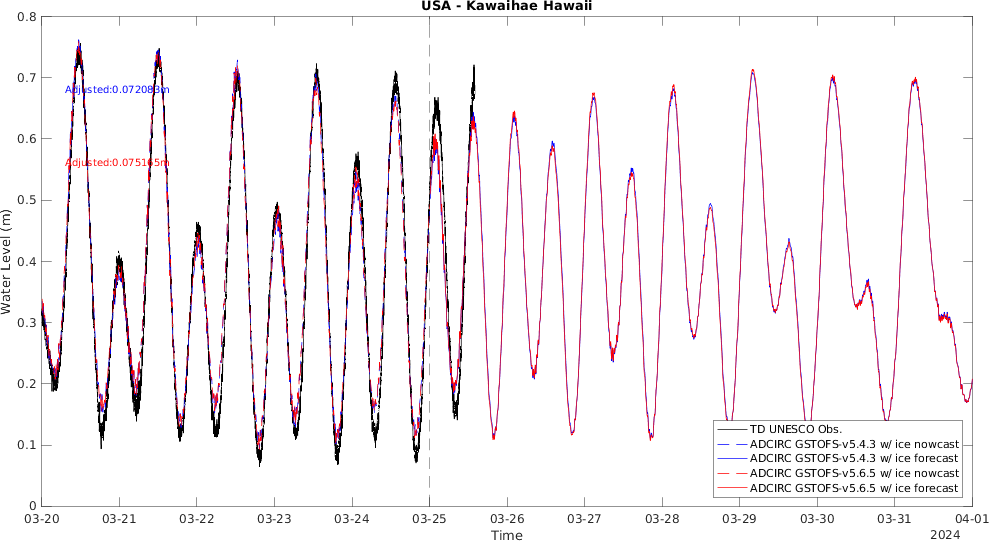 USA - Kawaihae Hawaii
0.8
0.7
0.6
0.5
0.4
0.3
0.2
0.1
0
Water Level (m)
Adjusted:0.072083m
Adjusted:0.075165m
TD UNESCO Obs.
ADCIRC GSTOFS-v5.4.3 w/ ice nowcast
ADCIRC GSTOFS-v5.4.3 w/ ice forecast
ADCIRC GSTOFS-v5.6.5 w/ ice nowcast
ADCIRC GSTOFS-v5.6.5 w/ ice forecast
03-20 03-21 03-22 03-23 03-24 03-25 03-26 03-27 03-28 03-29 03-30 03-31 04-01
Time
2024